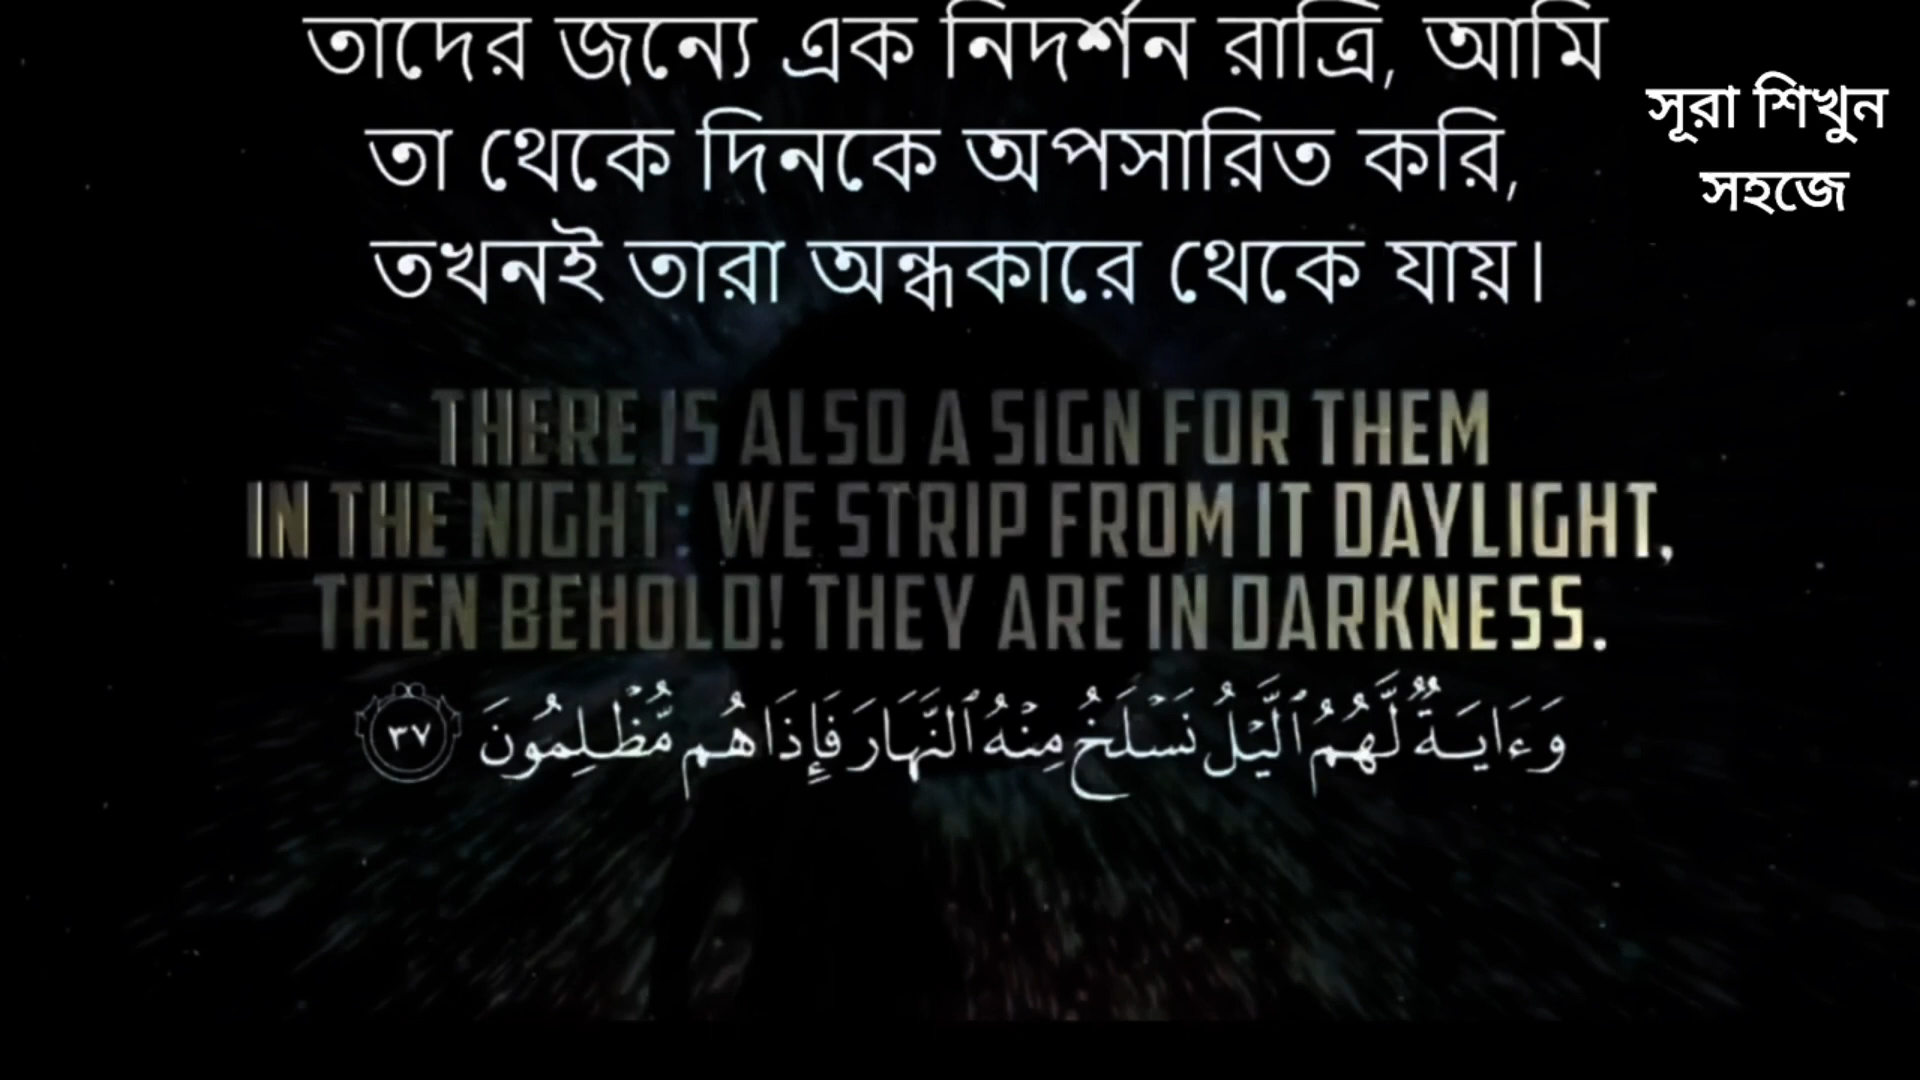 তাদের জন্যে এক নিদর্শন রাত্রি, আমি
তা থেকে দিনকে অপসারিত করি,
তখনই তারা অন্ধকারে থেকে যায়।
সূরা শিখুন
সহজে
THERE IS ALSO A SIGN FOR THEM
IN THE NIGHT: WE STRIP FROM IT DAYLIGHT,
THEN BEHOLD! THEY ARE IN DARKNESS.
وَءَايَةٌ لَّهُمُ ٱلَّيْلُ نَسْلَخُ مِنْهُ ٱلنَّهَارَ فَإِذَا هُم مُّظْلِمُونَ ٣٧